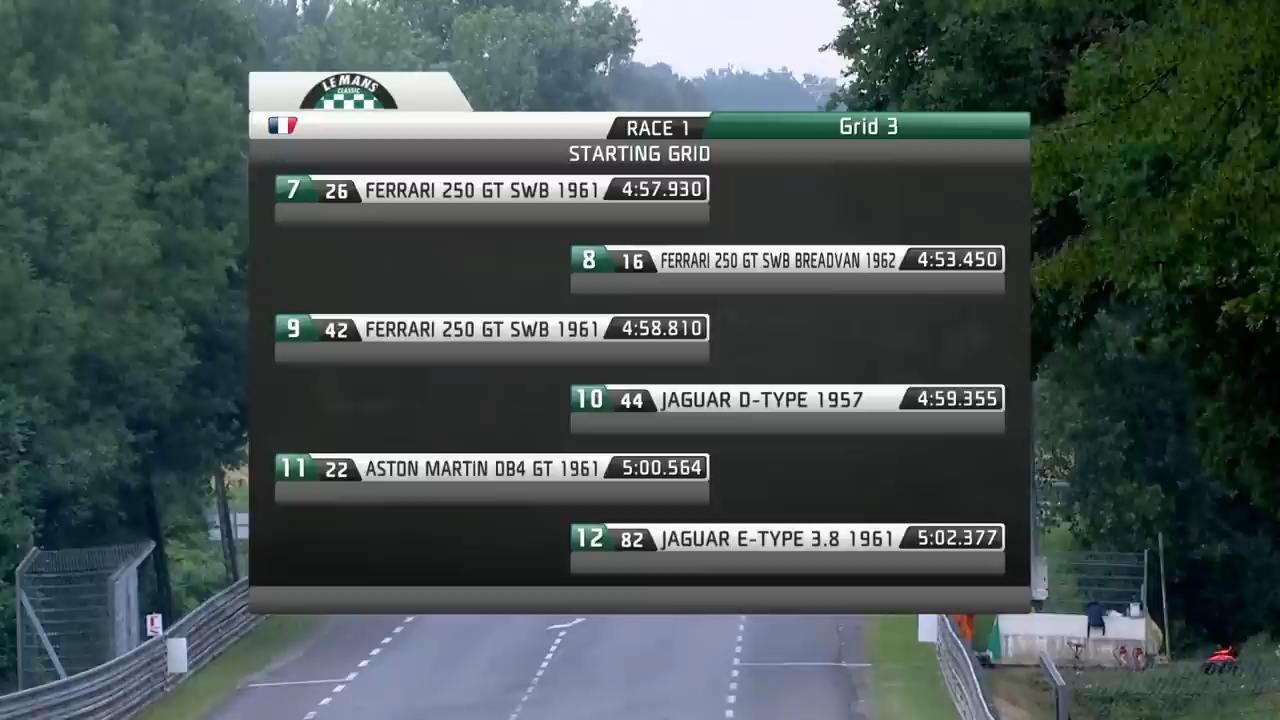 LE MANS
CLASSIC
RACE 1 Grid 3
STARTING GRID
7 26 FERRARI 250 GT SWB 1961 4:57.930
8 16 FERRARI 250 GT SWB BREADVAN 1962 4:53.450
9 42 FERRARI 250 GT SWB 1961 4:58.810
10 44 JAGUAR D-TYPE 1957 4:59.355
11 22 ASTON MARTIN DB4 GT 1961 5:00.564
12 82 JAGUAR E-TYPE 3.8 1961 5:02.377